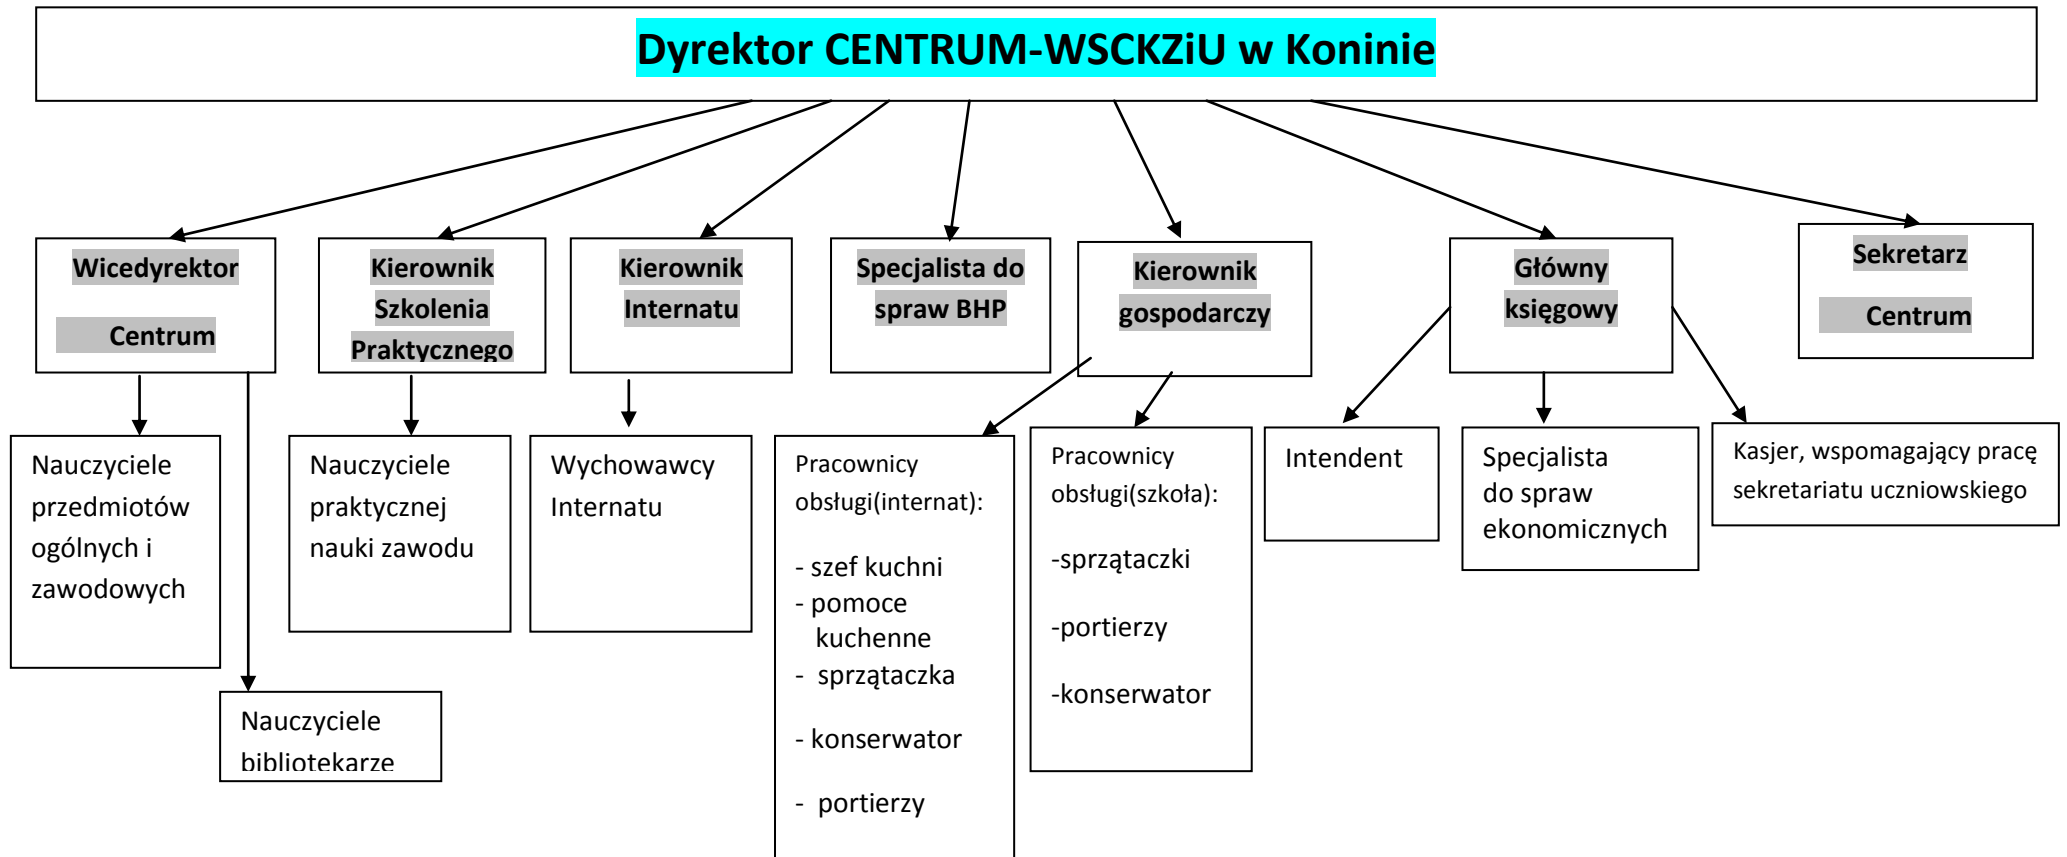 Dyrektor CENTRUM-WSCKZiU w Koninie
Wicedyrektor
Centrum
Kierownik
Szkolenia
Praktycznego
Kierownik
Internatu
Specjalista do
spraw BHP
Kierownik
gospodarczy
Główny
księgowy
Sekretarz
Centrum
Nauczyciele
przedmiotów
ogólnych i
zawodowych
Nauczyciele
bibliotekarze
Nauczyciele
praktycznej
nauki zawodu
Wychowawcy
Internatu
Pracownicy
obsługi(internat):
- szef kuchni
- pomoce
kuchenne
- sprzątaczka
- konserwator
- portierzy
Pracownicy
obsługi(szkoła):
-sprzątaczki
-portierzy
-konserwator
Intendent
Specjalista
do spraw
ekonomicznych
Kasjer, wspomagający pracę
sekretariatu uczniowskiego